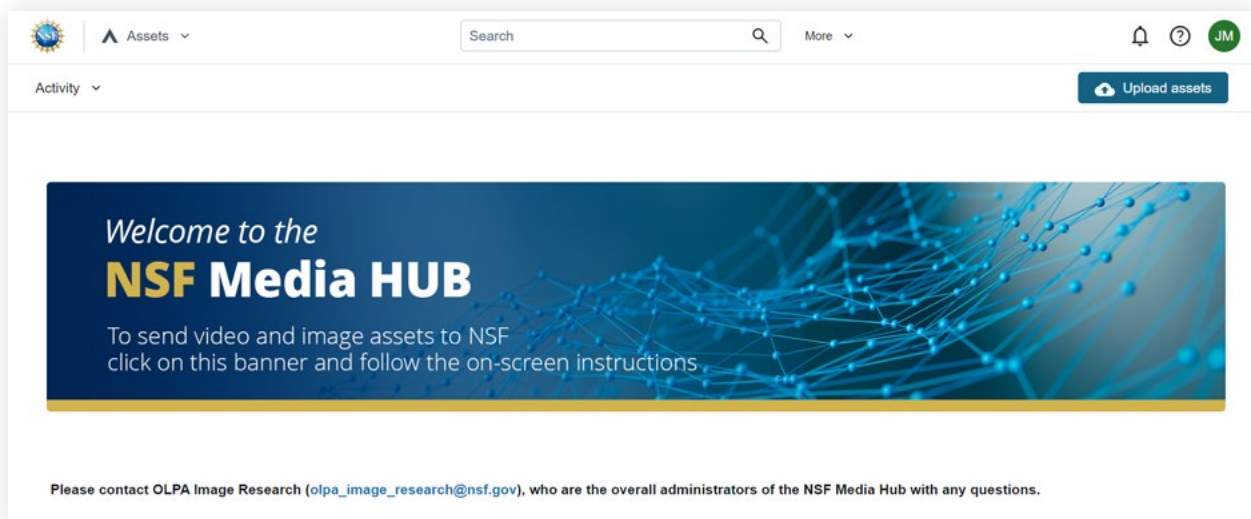 NSF
Assets
Search
More
JM
Activity
Upload assets
Welcome to the
NSF Media HUB
To send video and image assets to NSF
click on this banner and follow the on-screen instructions
Please contact OLPA Image Research (olpa_image_research@nsf.gov), who are the overall administrators of the NSF Media Hub with any questions.